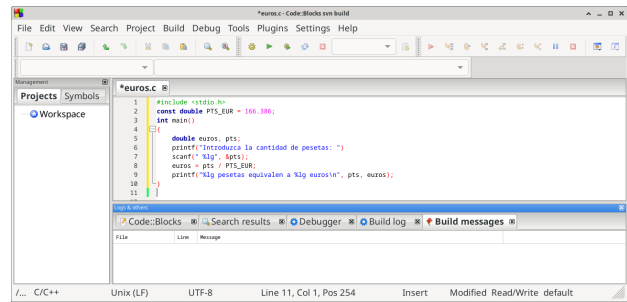 *euros.c - Code::Blocks svn build
File Edit View Search Project Build Debug Tools Plugins Settings Help
Management
Projects Symbols
Workspace
*euros.c
1 #include <stdio.h>
2 const double PTS_EUR = 166.386;
3 int main()
4 {
5 double euros, pts;
6 printf("Introduzca la cantidad de pesetas: ")
7 scanf(" %lg", &pts);
8 euros = pts / PTS_EUR;
9 printf("%lg pesetas equivalen a %lg euros\n", pts, euros);
10 }
11
Logs & others
Code::Blocks Search results Debugger Build log Build messages
File Line Message
/... C/C++ Unix (LF) UTF-8 Line 11, Col 1, Pos 254 Insert Modified Read/Write default